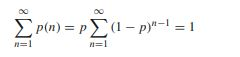 ∞∑n=1 p(n) = p ∞∑n=1 (1 − p)ⁿ⁻¹ = 1